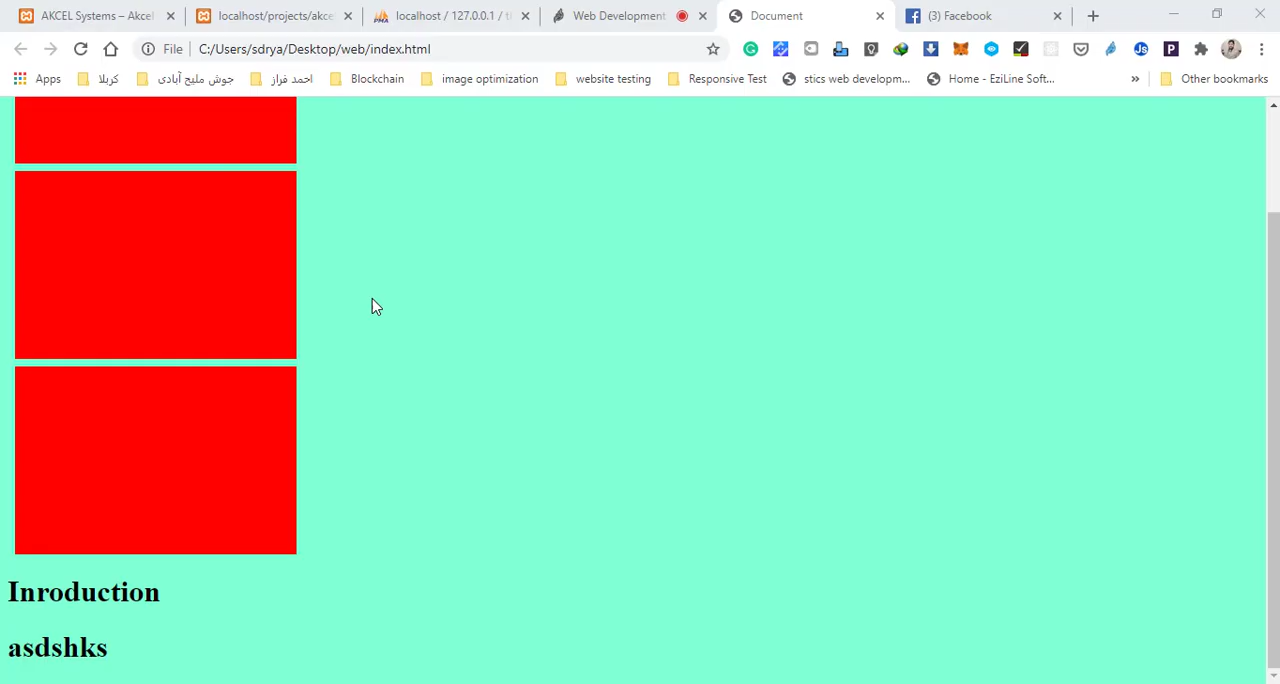 AKCEL Systems – Akcel
localhost/projects/akce
localhost / 127.0.0.1 / ti
Web Development
Document
(3) Facebook
File
C:/Users/sdrya/Desktop/web/index.html
Apps
کربلا
جوش ملیح آبادی
احمد فراز
Blockchain
image optimization
website testing
Responsive Test
stics web developm...
Home - EziLine Soft...
»
Other bookmarks
Inroduction
asdshks